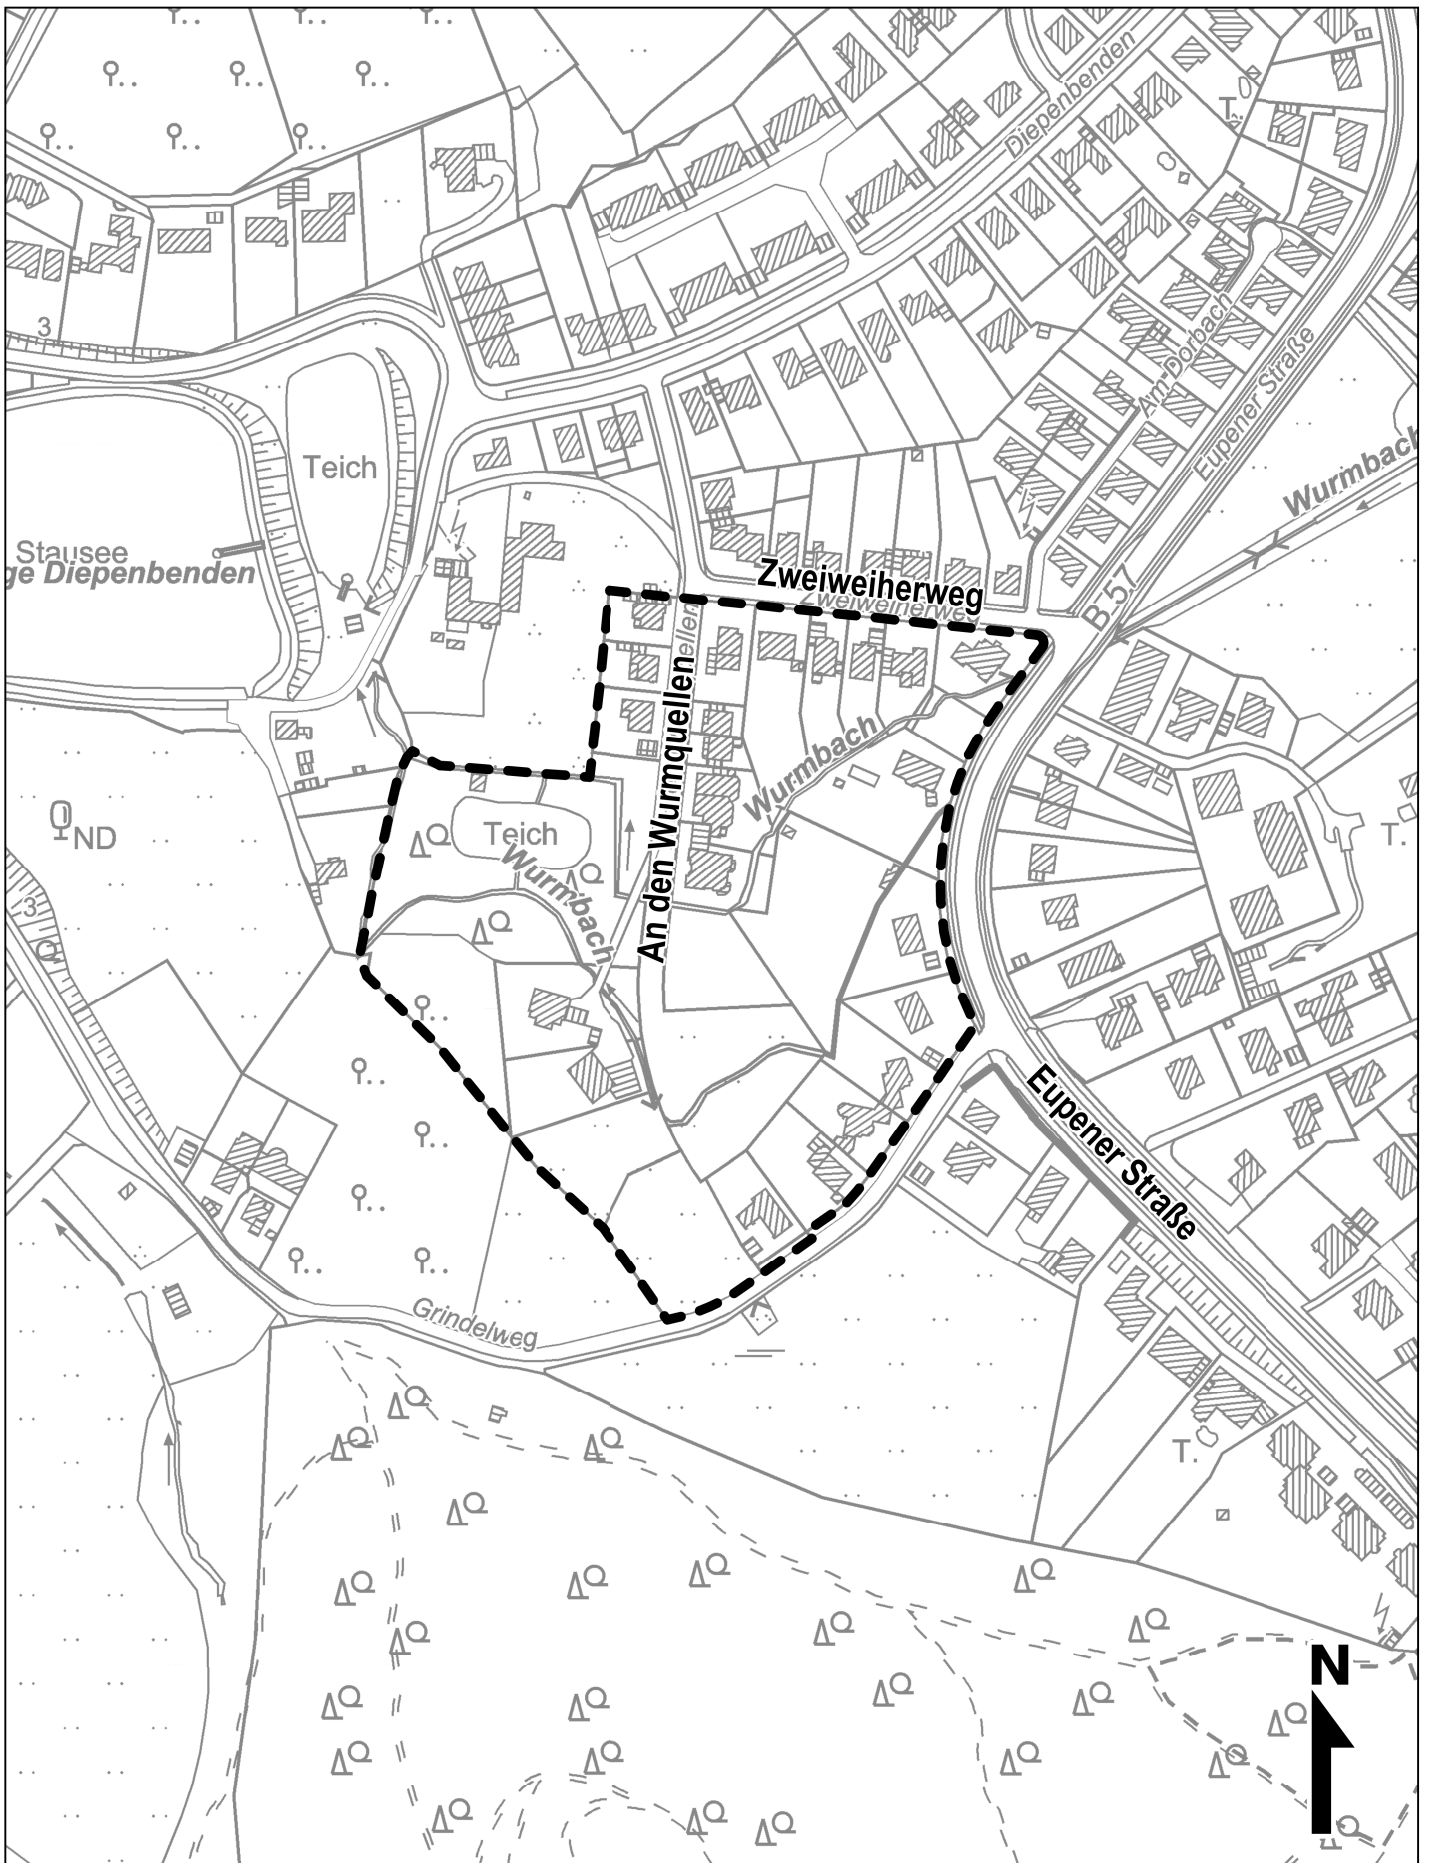 Diepenbenden
T.
3
Am Dorbach
Eupener Straße
Teich
Wurmbach
Stausee
ge Diepenbenden
Zweiweiherweg
Zweiweiherweg
B 57
ellen
An den Wurmquellen
Wurmbach
ND
Teich
T.
Wurmbach
3
Eupener Straße
Grindelweg
T.
N